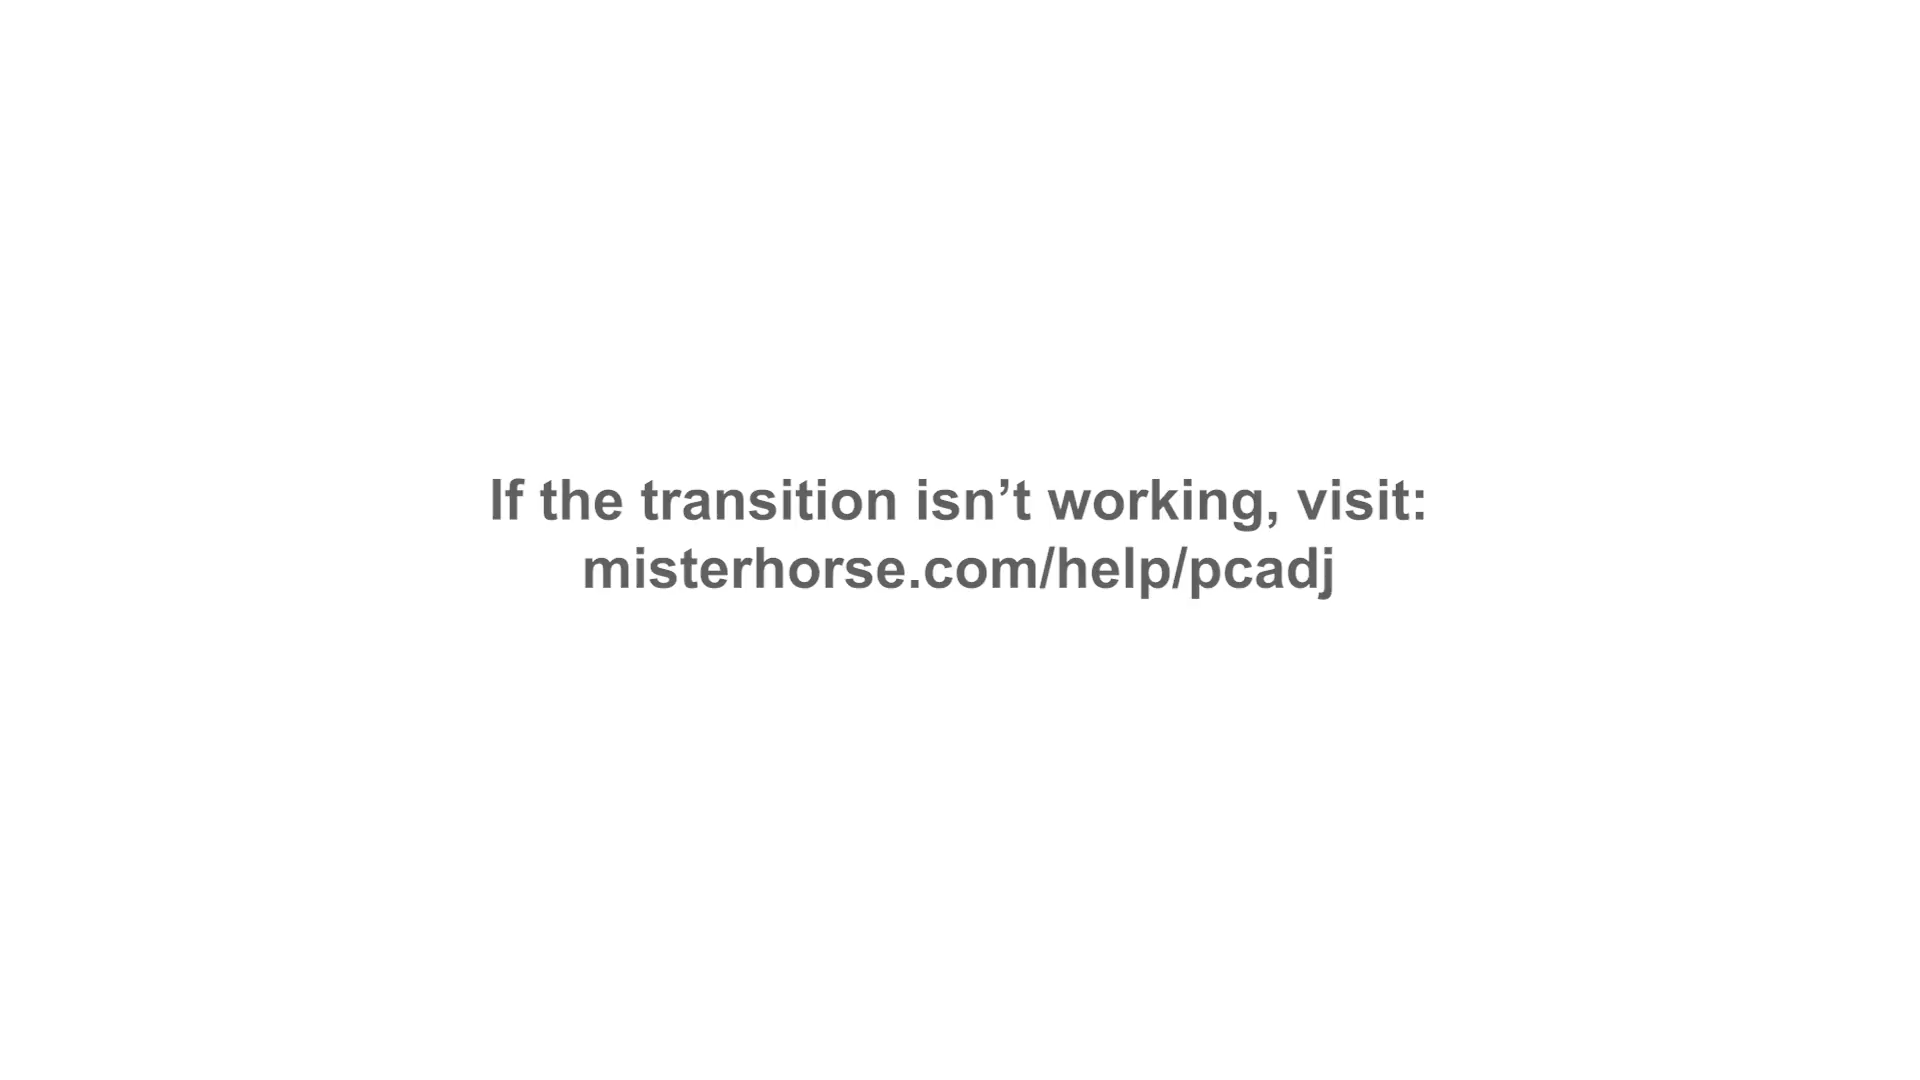 If the transition isn’t working, visit:
misterhorse.com/help/pcadj